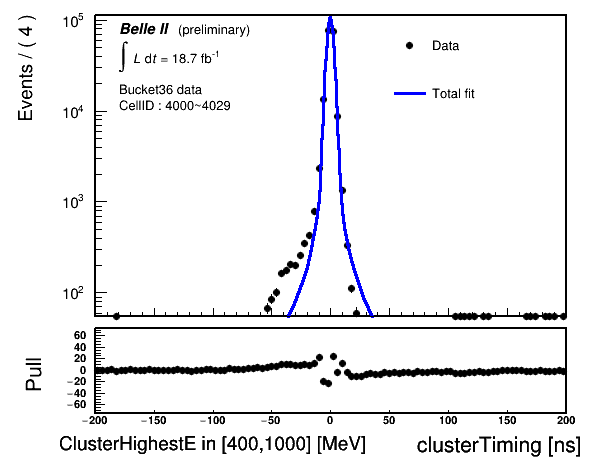 Belle II (preliminary)
∫ L dt = 18.7 fb⁻¹
Bucket36 data
CellID : 4000~4029
Data
Total fit
Events / ( 4 )
10⁵
10⁴
10³
10²
Pull
60
40
20
0
−20
−40
−60
−200 −150 −100 −50 0 50 100 150 200
ClusterHighestE in [400,1000] [MeV] clusterTiming [ns]